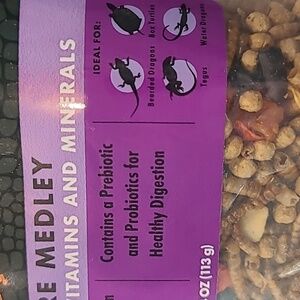 RE MEDLEY
VITAMINS AND MINERALS
IDEAL FOR:
Bearded Dragons
Box Turtles
Tegus
Water Dragons
Contains a Prebiotic
and Probiotics for
Healthy Digestion
OZ (113 g)